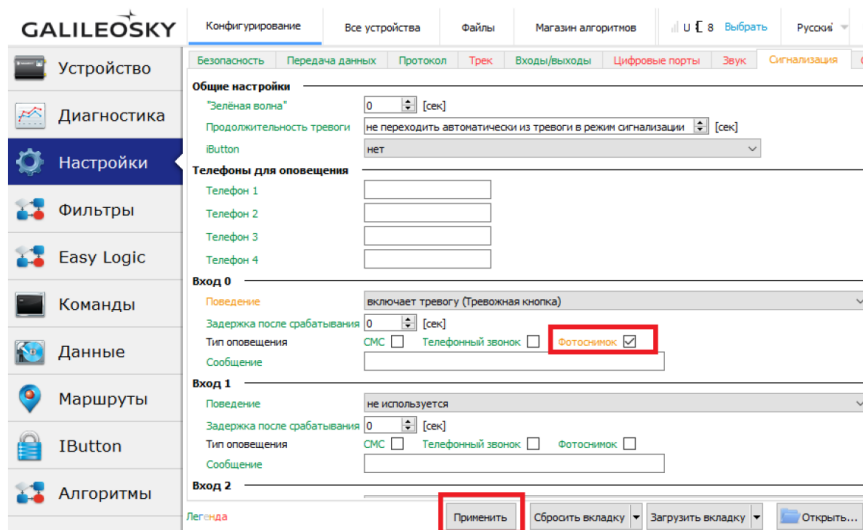 GALILEOSKY
Конфигурирование Все устройства Файлы Магазин алгоритмов U 8 Выбрать Русский
Устройство
Диагностика
Настройки
Фильтры
Easy Logic
Команды
Данные
Маршруты
IButton
Алгоритмы
Безопасность Передача данных Протокол Трек Входы/выходы Цифровые порты Звук Сигнализация
Общие настройки
"Зелёная волна" 0 [сек]
Продолжительность тревоги не переходить автоматически из тревоги в режим сигнализации [сек]
iButton нет
Телефоны для оповещения
Телефон 1
Телефон 2
Телефон 3
Телефон 4
Вход 0
Поведение включает тревогу (Тревожная кнопка)
Задержка после срабатывания 0 [сек]
Тип оповещения СМС Телефонный звонок Фотоснимок
Сообщение
Вход 1
Поведение не используется
Задержка после срабатывания 0 [сек]
Тип оповещения СМС Телефонный звонок Фотоснимок
Сообщение
Вход 2
Легенда Применить Сбросить вкладку Загрузить вкладку Открыть...